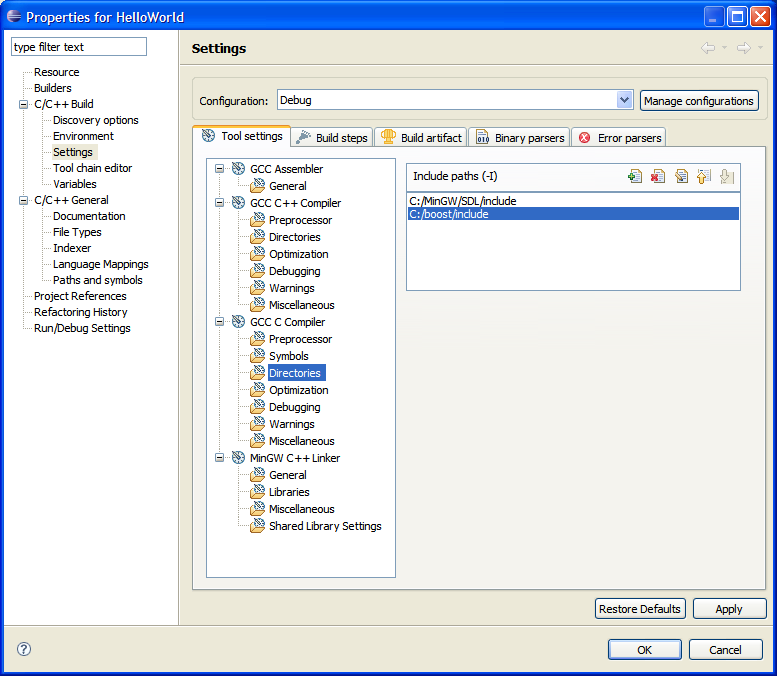 Properties for HelloWorld
type filter text
Resource
Builders
C/C++ Build
Discovery options
Environment
Settings
Tool chain editor
Variables
C/C++ General
Documentation
File Types
Indexer
Language Mappings
Paths and symbols
Project References
Refactoring History
Run/Debug Settings
Settings
Configuration: Debug Manage configurations
Tool settings Build steps Build artifact Binary parsers Error parsers
GCC Assembler
General
GCC C++ Compiler
Preprocessor
Directories
Optimization
Debugging
Warnings
Miscellaneous
GCC C Compiler
Preprocessor
Symbols
Directories
Optimization
Debugging
Warnings
Miscellaneous
MinGW C++ Linker
General
Libraries
Miscellaneous
Shared Library Settings
Include paths (-I)
C:/MinGW/SDL/include
C:/boost/include
Restore Defaults Apply
? OK Cancel